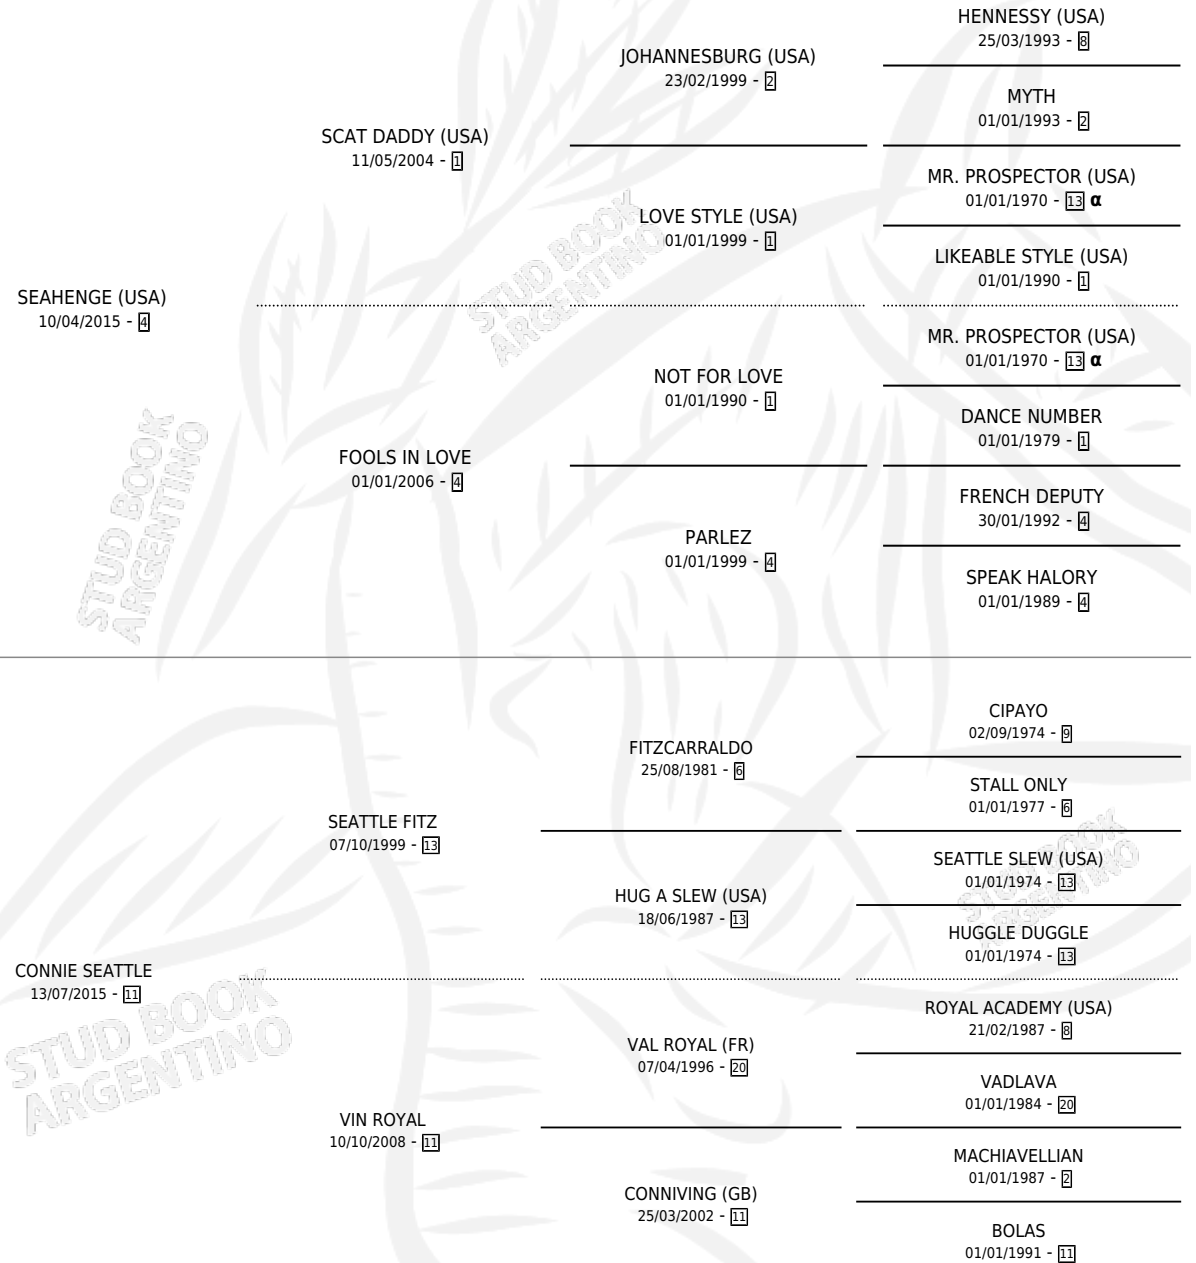 HENNESSY (USA)
25/03/1993 - 8
JOHANNESBURG (USA)
23/02/1999 - 2
MYTH
01/01/1993 - 2
SCAT DADDY (USA)
11/05/2004 - 1
MR. PROSPECTOR (USA)
01/01/1970 - 13 α
LOVE STYLE (USA)
01/01/1999 - 1
LIKEABLE STYLE (USA)
01/01/1990 - 1
SEAHENGE (USA)
10/04/2015 - 4
MR. PROSPECTOR (USA)
01/01/1970 - 13 α
NOT FOR LOVE
01/01/1990 - 1
DANCE NUMBER
01/01/1979 - 1
FOOLS IN LOVE
01/01/2006 - 4
FRENCH DEPUTY
30/01/1992 - 4
PARLEZ
01/01/1999 - 4
SPEAK HALORY
01/01/1989 - 4
STUD BOOK
ARGENTINO
STUD BOOK
ARGENTINO
CIPAYO
02/09/1974 - 9
FITZCARRALDO
25/08/1981 - 6
STALL ONLY
01/01/1977 - 6
SEATTLE FITZ
07/10/1999 - 13
SEATTLE SLEW (USA)
01/01/1974 - 13
HUG A SLEW (USA)
18/06/1987 - 13
HUGGLE DUGGLE
01/01/1974 - 13
CONNIE SEATTLE
13/07/2015 - 11
ROYAL ACADEMY (USA)
21/02/1987 - 8
VAL ROYAL (FR)
07/04/1996 - 20
VADLAVA
01/01/1984 - 20
VIN ROYAL
10/10/2008 - 11
MACHIAVELLIAN
01/01/1987 - 2
CONNIVING (GB)
25/03/2002 - 11
BOLAS
01/01/1991 - 11
STUD BOOK
ARGENTINO
STUD BOOK
ARGENTINO